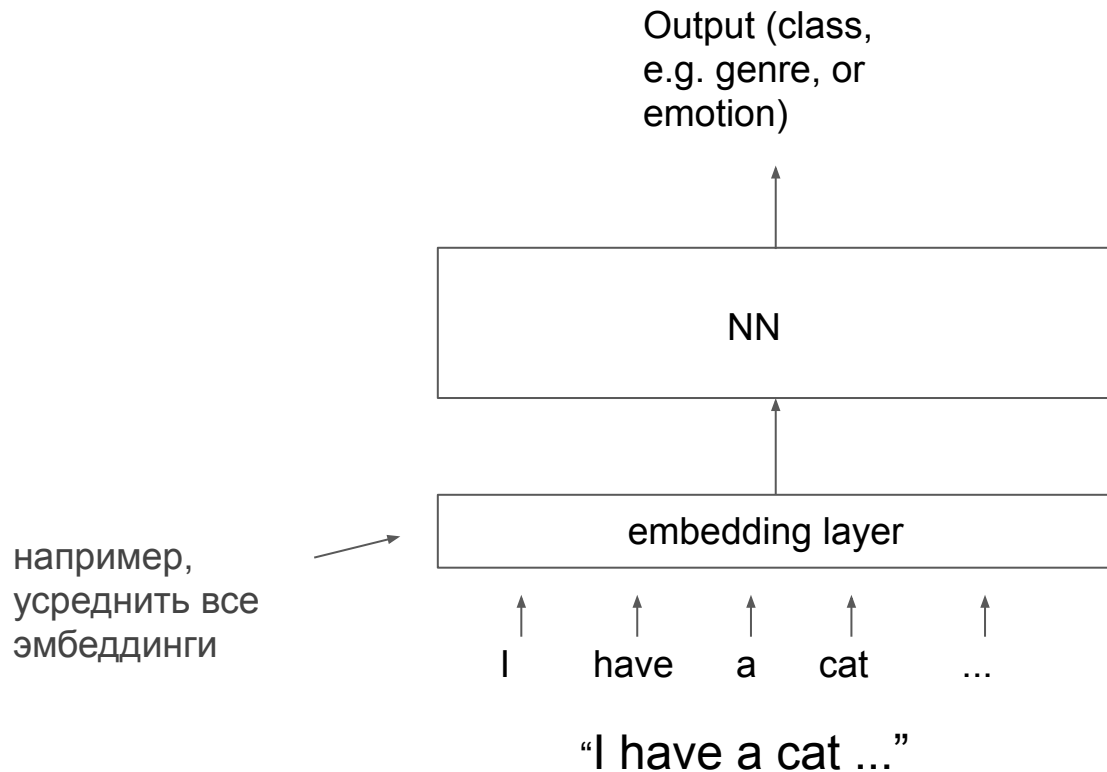 Output (class,
e.g. genre, or
emotion)
NN
embedding layer
например,
усреднить все
эмбеддинги
I have a cat ...
“I have a cat ...”